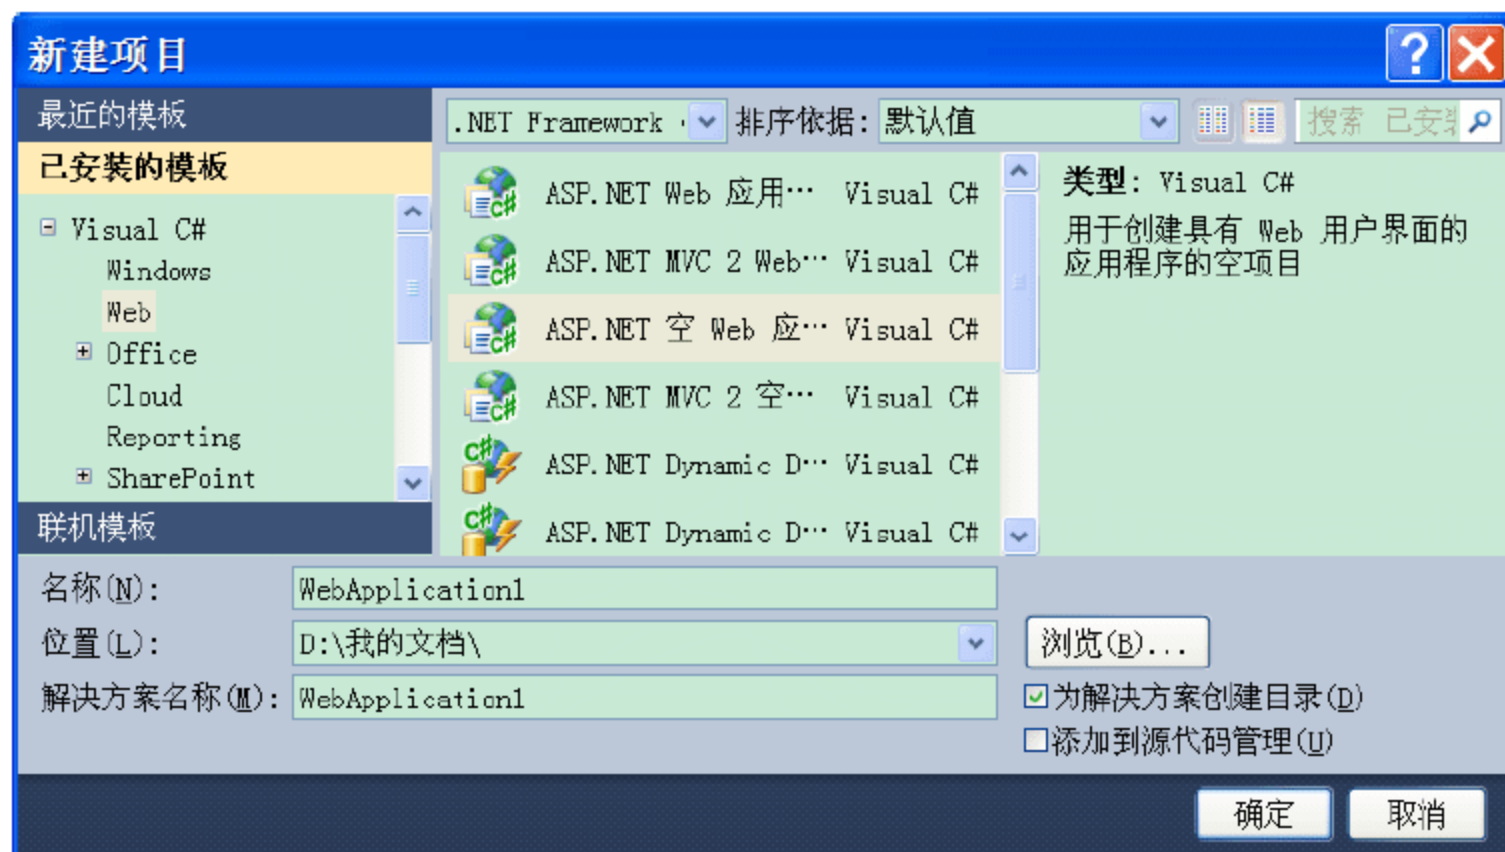 新建项目
最近的模板
.NET Framework
排序依据: 默认值
搜索 已安装
已安装的模板
Visual C#
Windows
Web
Office
Cloud
Reporting
SharePoint
联机模板
ASP.NET Web 应用… Visual C#
ASP.NET MVC 2 Web… Visual C#
ASP.NET 空 Web 应… Visual C#
ASP.NET MVC 2 空… Visual C#
ASP.NET Dynamic D… Visual C#
ASP.NET Dynamic D… Visual C#
类型: Visual C#
用于创建具有 Web 用户界面的
应用程序的空项目
名称(N): WebApplication1
位置(L): D:\我的文档\
浏览(B)...
解决方案名称(M): WebApplication1
为解决方案创建目录(D)
添加到源代码管理(U)
确定
取消